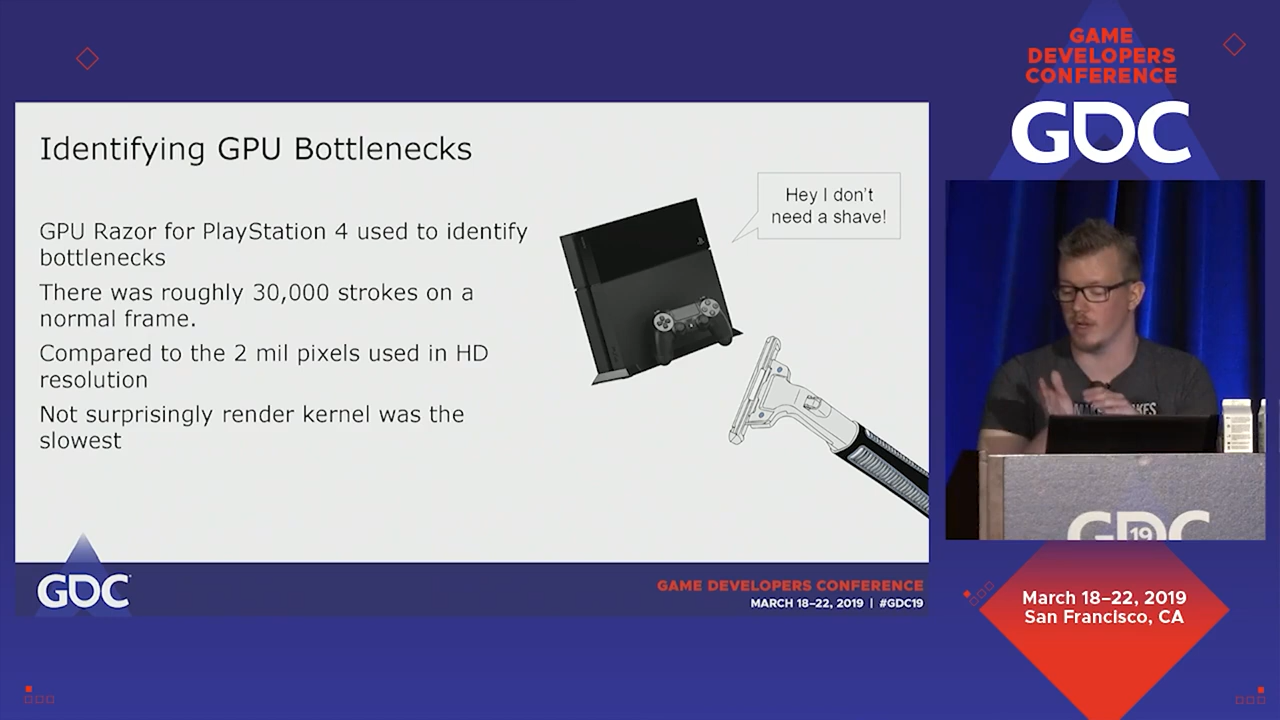 GAME
DEVELOPERS
CONFERENCE
GDC
Identifying GPU Bottlenecks
GPU Razor for PlayStation 4 used to identify
bottlenecks
There was roughly 30,000 strokes on a
normal frame.
Compared to the 2 mil pixels used in HD
resolution
Not surprisingly render kernel was the
slowest
Hey I don't
need a shave!
GDC
19
GDC
GAME DEVELOPERS CONFERENCE
MARCH 18–22, 2019 | #GDC19
March 18–22, 2019
San Francisco, CA